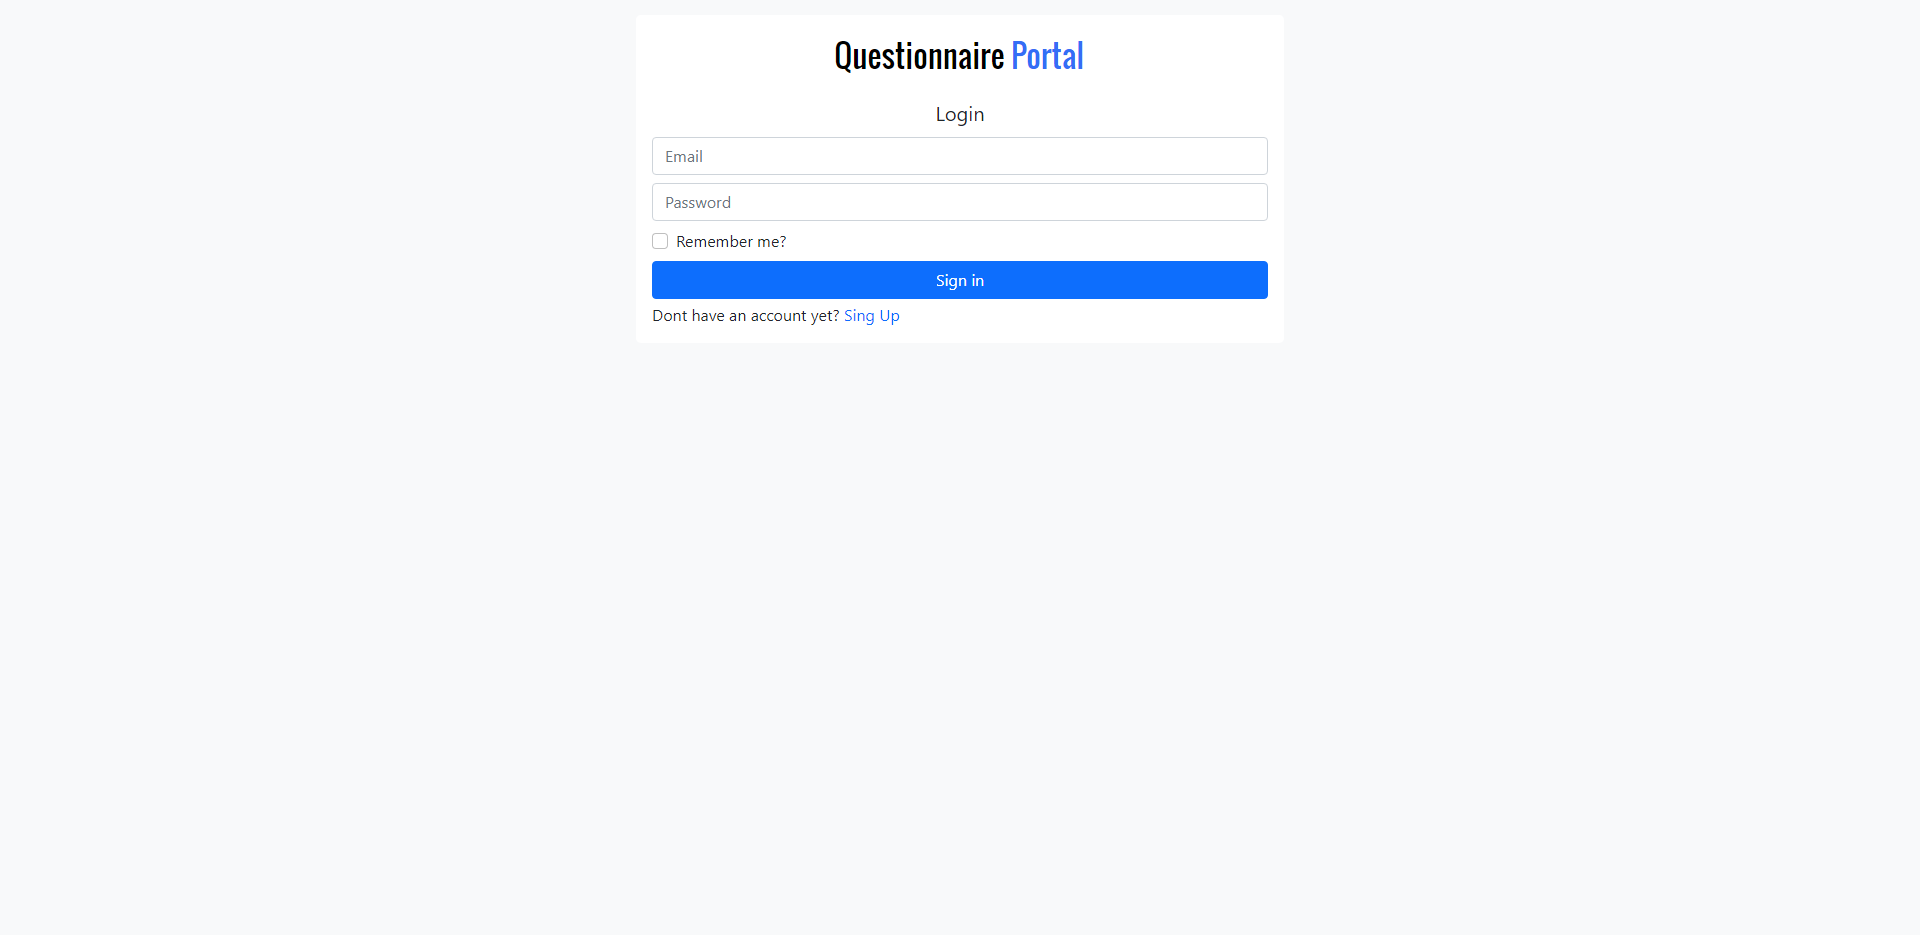 Questionnaire Portal
Login
Email
Password
Remember me?
Sign in
Dont have an account yet? Sing Up